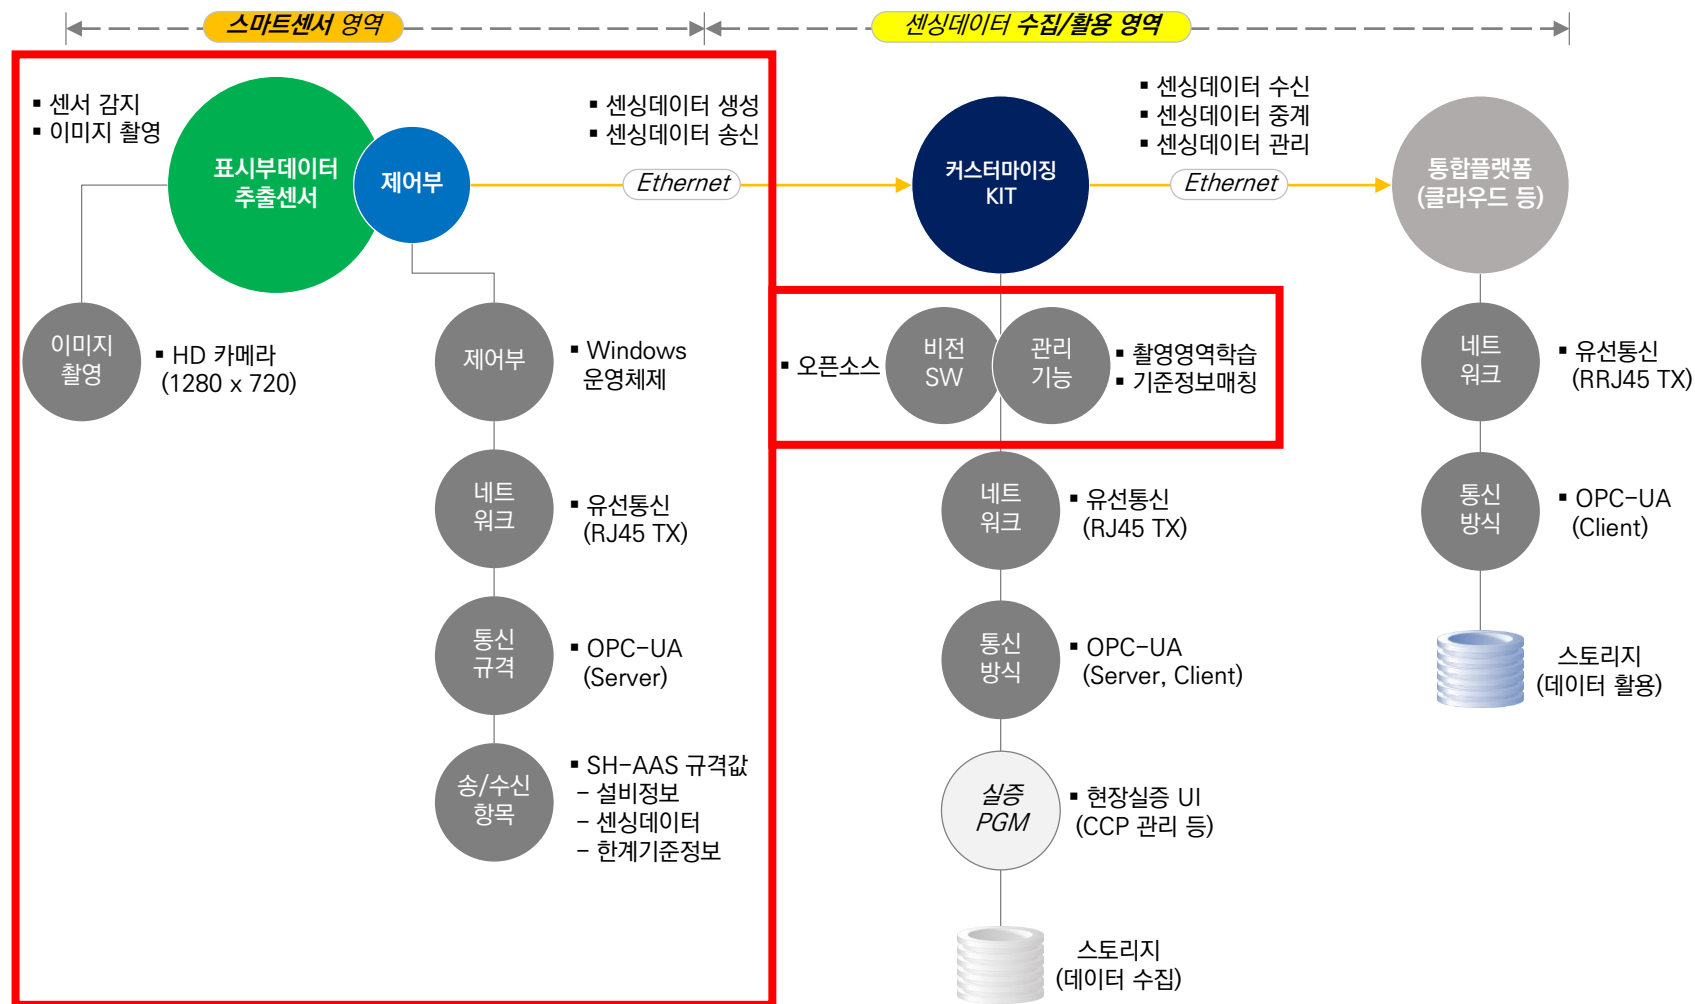 스마트센서 영역
센싱데이터 수집/활용 영역
▪ 센서 감지
▪ 이미지 촬영
표시부데이터
추출센서
제어부
▪ 센싱데이터 생성
▪ 센싱데이터 송신
Ethernet
커스터마이징
KIT
▪ 센싱데이터 수신
▪ 센싱데이터 중계
▪ 센싱데이터 관리
Ethernet
통합플랫폼
(클라우드 등)
이미지
촬영
▪ HD 카메라
(1280 x 720)
제어부
▪ Windows
운영체제
네트
워크
▪ 유선통신
(RJ45 TX)
통신
규격
▪ OPC-UA
(Server)
송/수신
항목
▪ SH-AAS 규격값
- 설비정보
- 센싱데이터
- 한계기준정보
▪ 오픈소스
비전
SW
관리
기능
▪ 촬영영역학습
▪ 기준정보매칭
네트
워크
▪ 유선통신
(RJ45 TX)
통신
방식
▪ OPC-UA
(Server, Client)
실증
PGM
▪ 현장실증 UI
(CCP 관리 등)
스토리지
(데이터 수집)
네트
워크
▪ 유선통신
(RRJ45 TX)
통신
방식
▪ OPC-UA
(Client)
스토리지
(데이터 활용)